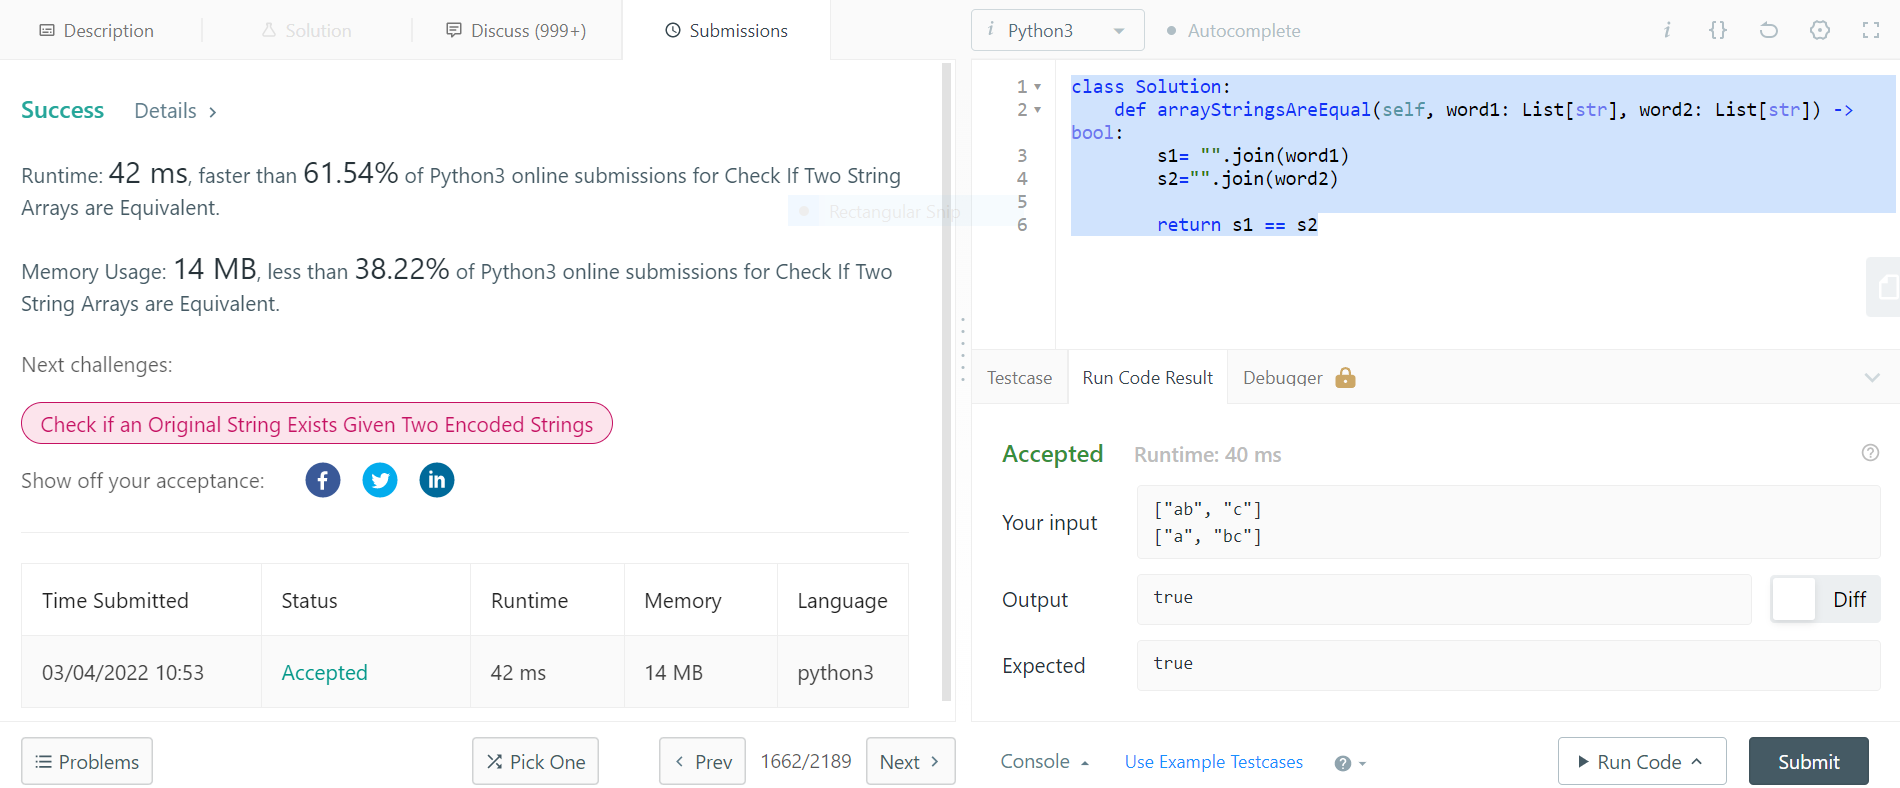 Description
Solution
Discuss (999+)
Submissions
i Python3
Autocomplete
i {}
Success Details >
Runtime: 42 ms, faster than 61.54% of Python3 online submissions for Check If Two String
Arrays are Equivalent.
Rectangular Snip
Memory Usage: 14 MB, less than 38.22% of Python3 online submissions for Check If Two
String Arrays are Equivalent.
Next challenges:
Check if an Original String Exists Given Two Encoded Strings
Show off your acceptance: f in
Time Submitted Status Runtime Memory Language
03/04/2022 10:53 Accepted 42 ms 14 MB python3
Problems
Pick One
< Prev 1662/2189 Next >
1 class Solution:
2 def arrayStringsAreEqual(self, word1: List[str], word2: List[str]) ->
bool:
3 s1= "".join(word1)
4 s2="".join(word2)
5
6 return s1 == s2
Testcase Run Code Result Debugger
Accepted Runtime: 40 ms ?
Your input
["ab", "c"]
["a", "bc"]
Output true Diff
Expected true
Console Use Example Testcases ? Run Code Submit